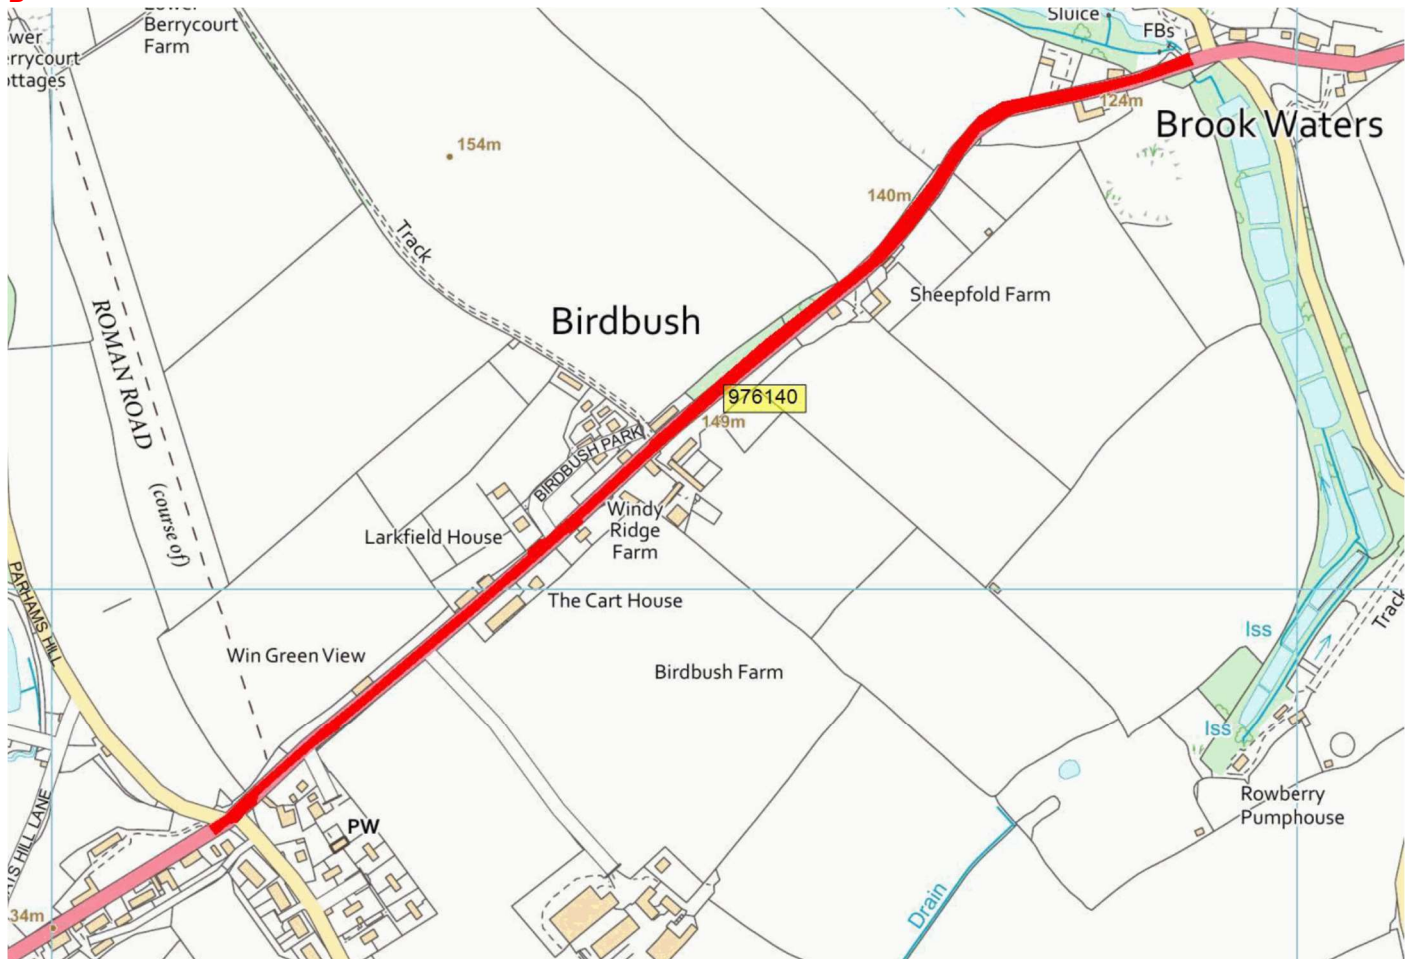 Berrycourt
Farm
Sluice
FBs
124m
Brook Waters
154m
140m
Track
Sheepfold Farm
Birdbush
ROMAN ROAD
(course of)
976140
149m
BIRDBUSH PARK
Windy
Ridge
Farm
Larkfield House
The Cart House
PARHAMS HILL
Win Green View
Birdbush Farm
Iss
Track
Iss
Rowberry
Pumphouse
PW
Drain
34m